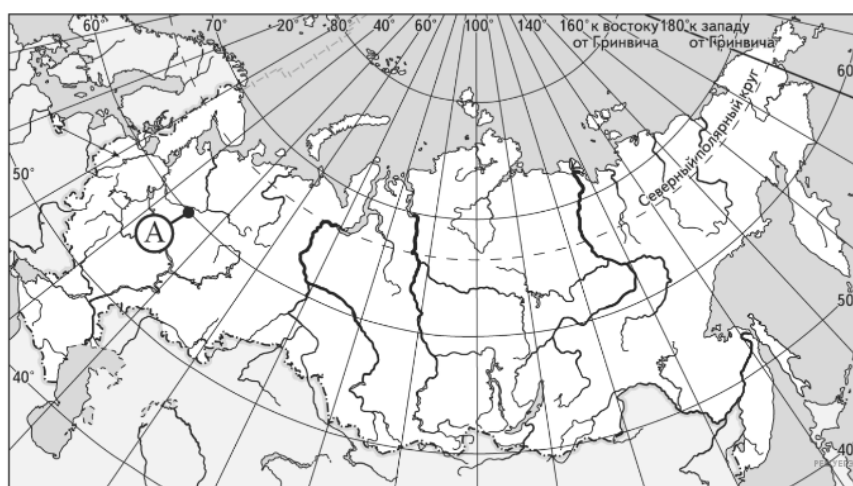 60° 70° 20° 80° 40° 60° 100° 140° 160° к востоку 180° к западу
от Гринвича от Гринвича
60°
Северный полярный круг
50°
А
50°
40°
40°